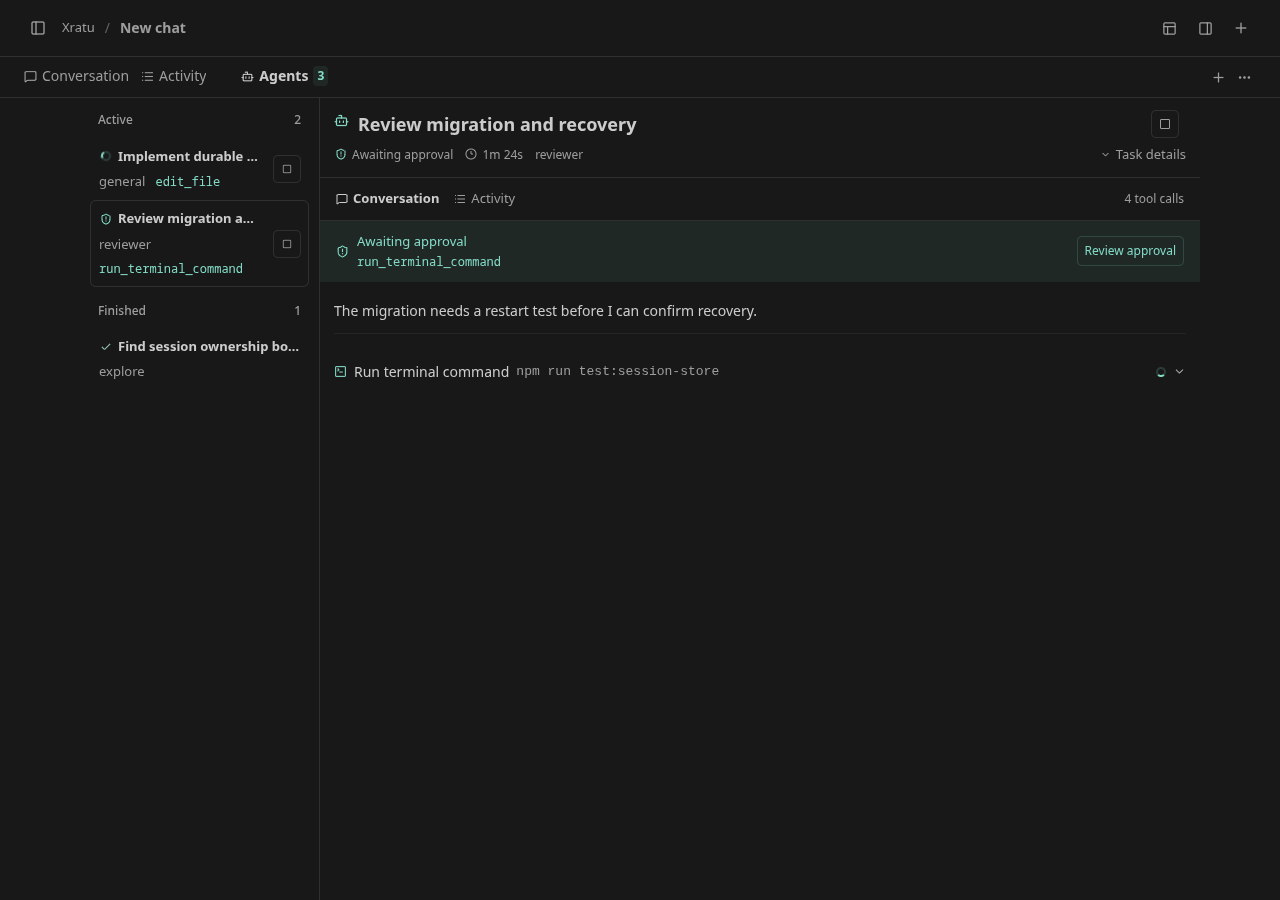 Xratu / New chat
Conversation Activity Agents 3
Active 2
Implement durable ...
general edit_file
Review migration a...
reviewer
run_terminal_command
Finished 1
Find session ownership bo...
explore
Review migration and recovery
Awaiting approval 1m 24s reviewer Task details
Conversation Activity 4 tool calls
Awaiting approval
run_terminal_command
Review approval
The migration needs a restart test before I can confirm recovery.
Run terminal command npm run test:session-store